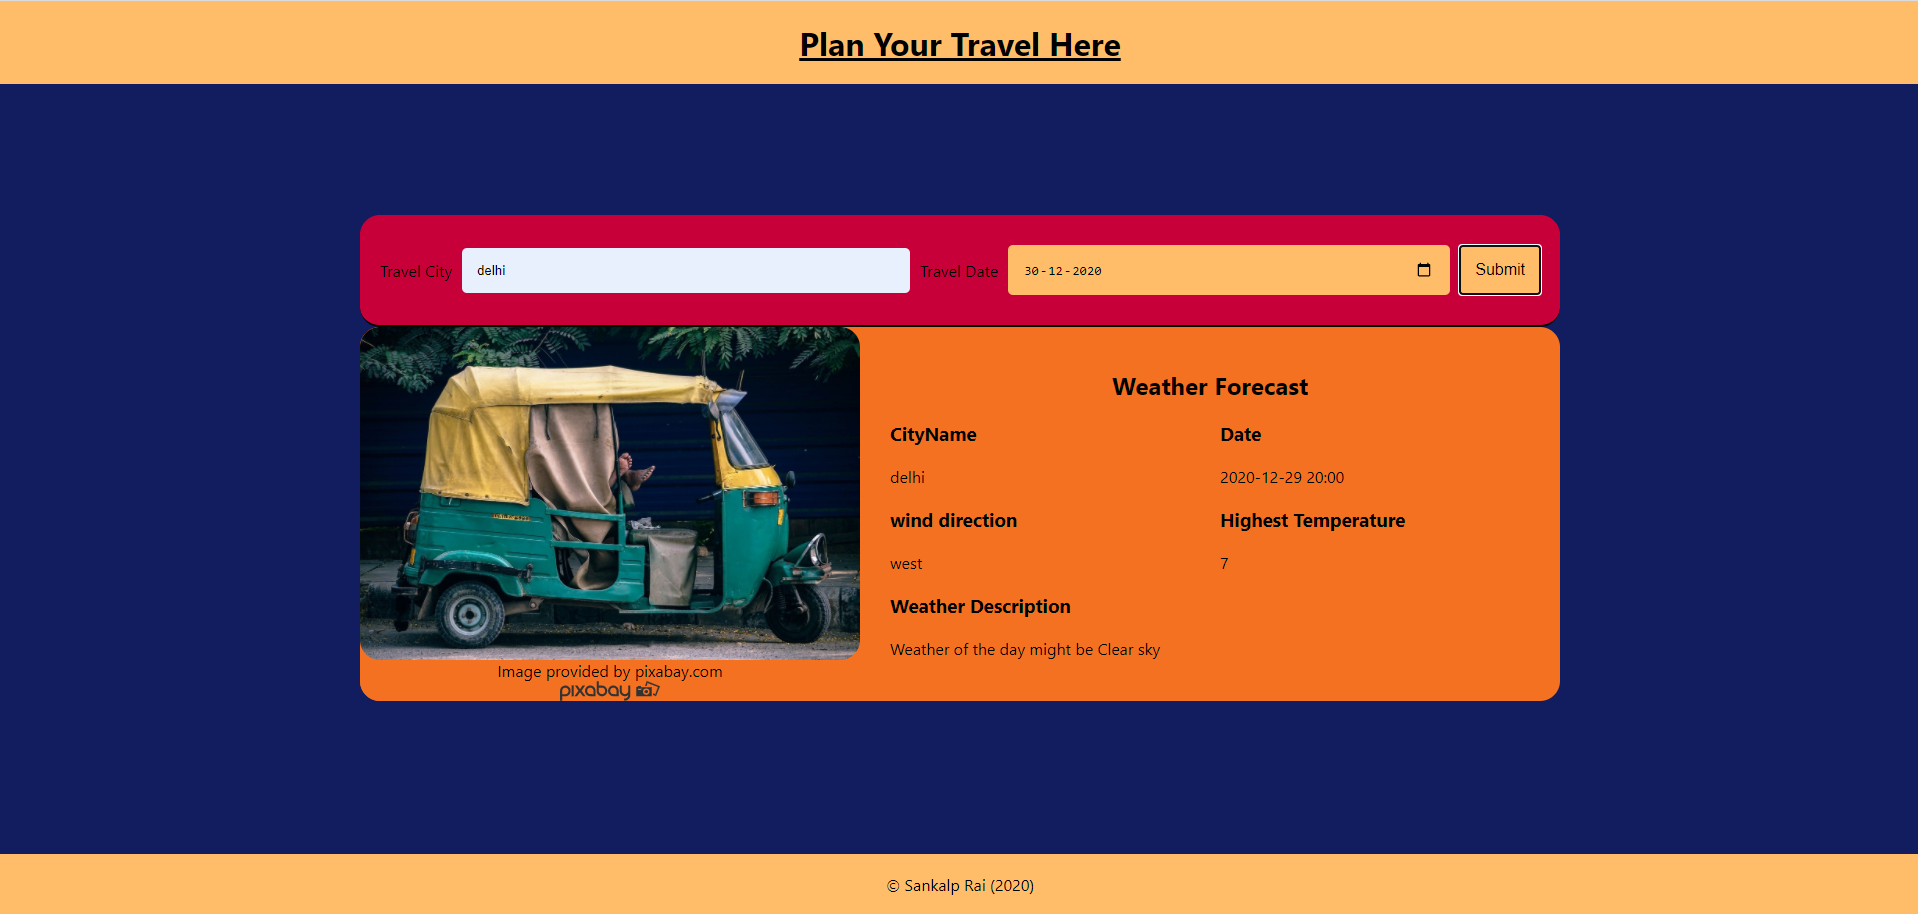 Plan Your Travel Here
Travel City delhi Travel Date 30-12-2020 Submit
Weather Forecast
CityName Date
delhi 2020-12-29 20:00
wind direction Highest Temperature
west 7
Weather Description
Weather of the day might be Clear sky
Image provided by pixabay.com
pixabay
© Sankalp Rai (2020)